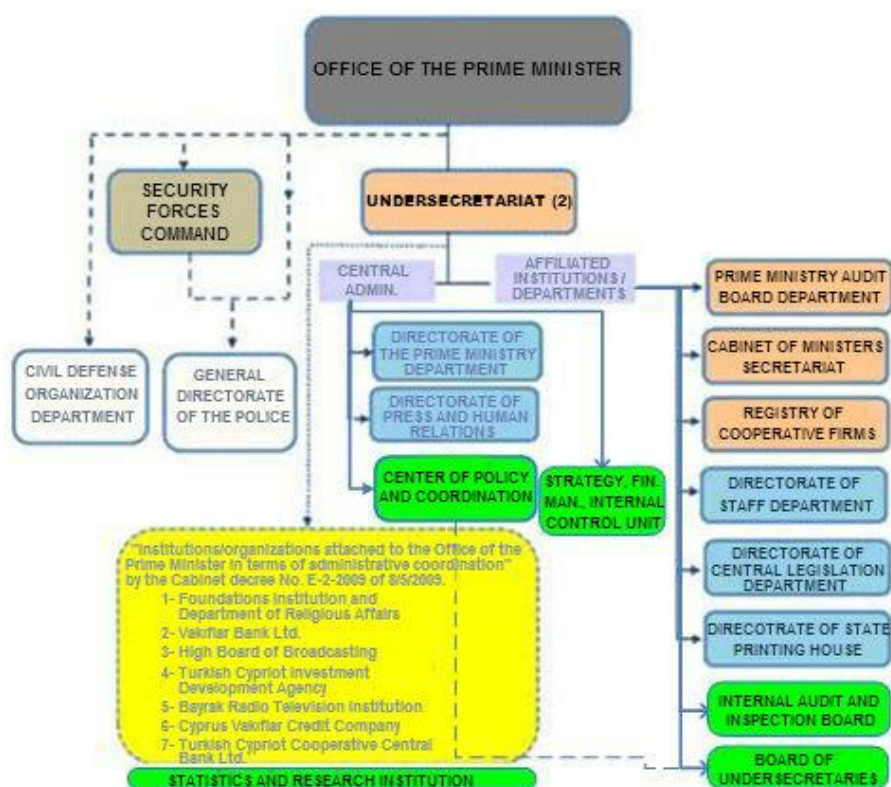 OFFICE OF THE PRIME MINISTER
SECURITY
FORCES
COMMAND
UNDERSECRETARIAT (2)
CENTRAL
ADMIN.
AFFILIATED
INSTITUTIONS /
DEPARTMENTS
PRIME MINISTRY AUDIT
BOARD DEPARTMENT
CABINET OF MINISTERS
SECRETARIAT
REGISTRY OF
COOPERATIVE FIRMS
DIRECTORATE OF
STAFF DEPARTMENT
DIRECTORATE OF
CENTRAL LEGISLATION
DEPARTMENT
DIRECOTRATE OF STATE
PRINTING HOUSE
INTERNAL AUDIT AND
INSPECTION BOARD
BOARD OF
UNDERSECRETARIES
CIVIL DEFENSE
ORGANIZATION
DEPARTMENT
GENERAL
DIRECTORATE
OF THE POLICE
DIRECTORATE OF
THE PRIME MINISTRY
DEPARTMENT
DIRECTORATE OF
PRESS AND HUMAN
RELATIONS
CENTER OF POLICY
AND COORDINATION
STRATEGY, FIN.
MAN., INTERNAL
CONTROL UNIT
"Institutions/organizations attached to the Office of the
Prime Minister in terms of administrative coordination"
by the Cabinet decree No. E-2-2009 of 8/5/2009.
1- Foundations Institution and
Department of Religious Affairs
2- Vakıflar Bank Ltd.
3- High Board of Broadcasting
4- Turkish Cypriot Investment
Development Agency
5- Bayrak Radio Television Institution
6- Cyprus Vakıflar Credit Company
7- Turkish Cypriot Cooperative Central
Bank Ltd."
STATISTICS AND RESEARCH INSTITUTION